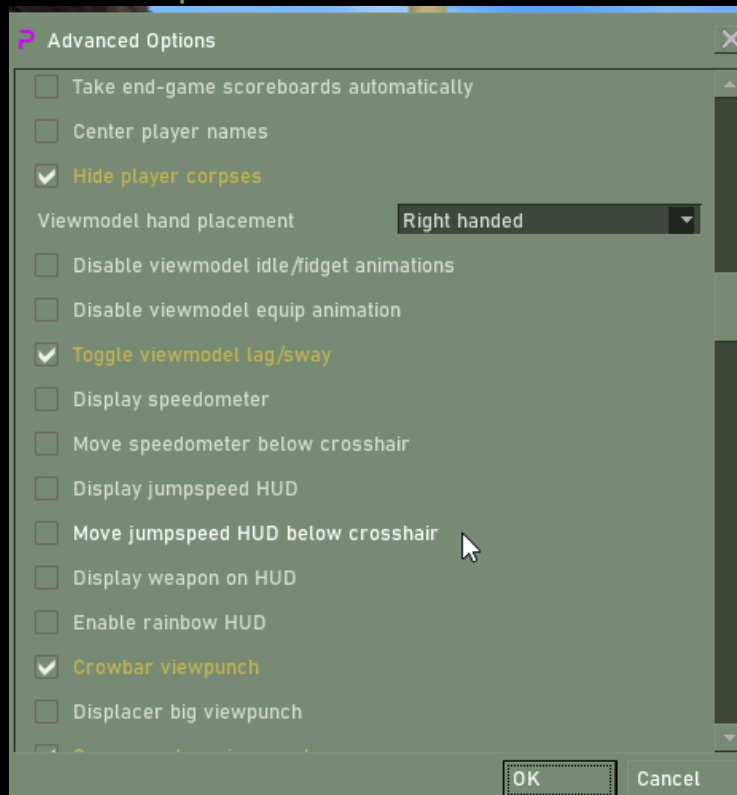 Advanced Options
Take end-game scoreboards automatically
Center player names
Hide player corpses
Viewmodel hand placement Right handed
Disable viewmodel idle/fidget animations
Disable viewmodel equip animation
Toggle viewmodel lag/sway
Display speedometer
Move speedometer below crosshair
Display jumpspeed HUD
Move jumpspeed HUD below crosshair
Display weapon on HUD
Enable rainbow HUD
Crowbar viewpunch
Displacer big viewpunch
OK Cancel